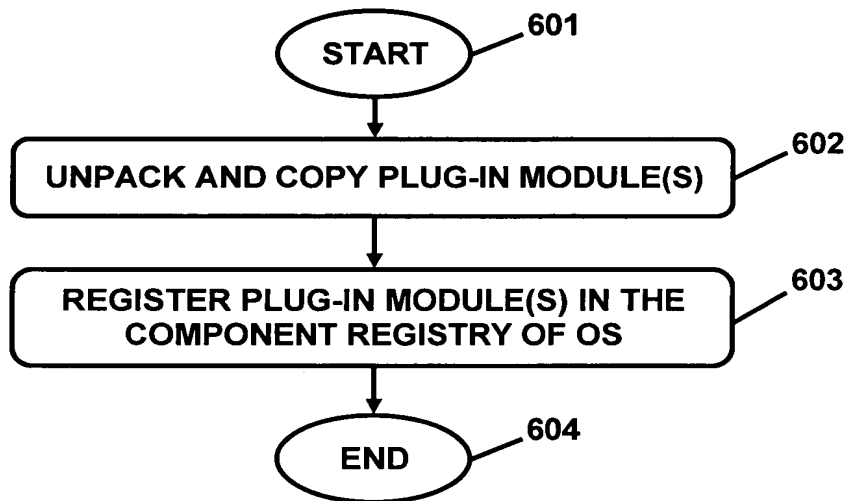 START
601
UNPACK AND COPY PLUG-IN MODULE(S)
602
REGISTER PLUG-IN MODULE(S) IN THE
COMPONENT REGISTRY OF OS
603
END
604